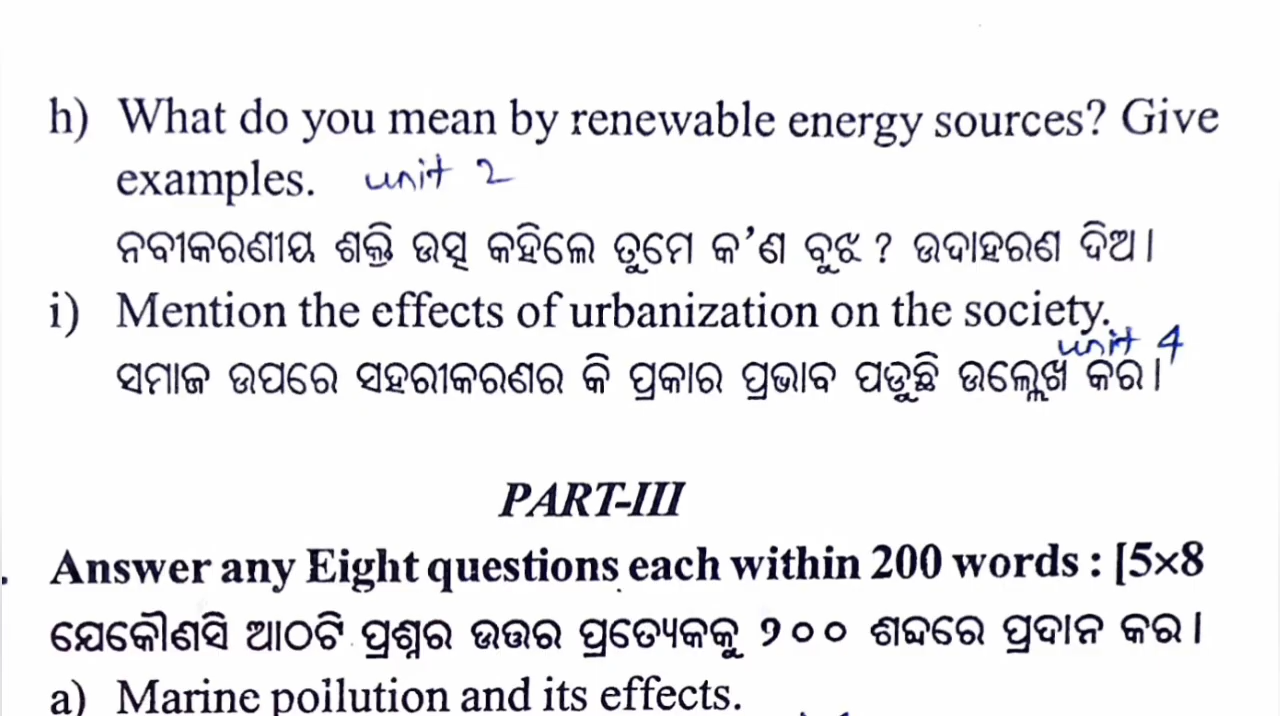 h) What do you mean by renewable energy sources? Give
examples. unit 2
ନବୀକରଣୀୟ ଶକ୍ତି ଉତ୍ସ କହିଲେ ତୁମେ କ'ଣ ବୁଝ ? ଉଦାହରଣ ଦିଅ।
i) Mention the effects of urbanization on the society.
unit 4
ସମାଜ ଉପରେ ସହରୀକରଣର କି ପ୍ରକାର ପ୍ରଭାବ ପଡୁଛି ଉଲ୍ଲେଖ କର।
PART-III
. Answer any Eight questions each within 200 words : [5×8
ଯେକୌଣସି ଆଠଟି ପ୍ରଶ୍ନର ଉତ୍ତର ପ୍ରତ୍ୟେକକୁ ୨୦୦ ଶବ୍ଦରେ ପ୍ରଦାନ କର।
a) Marine pollution and its effects.